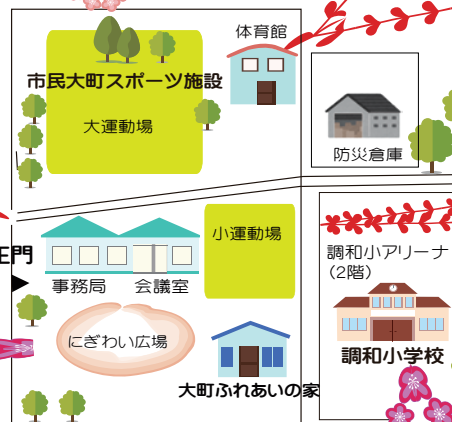 体育館
市民大町スポーツ施設
大運動場
防災倉庫
小運動場
正門
調和小アリーナ
(2階)
事務局
会議室
にぎわい広場
調和小学校
大町ふれあいの家